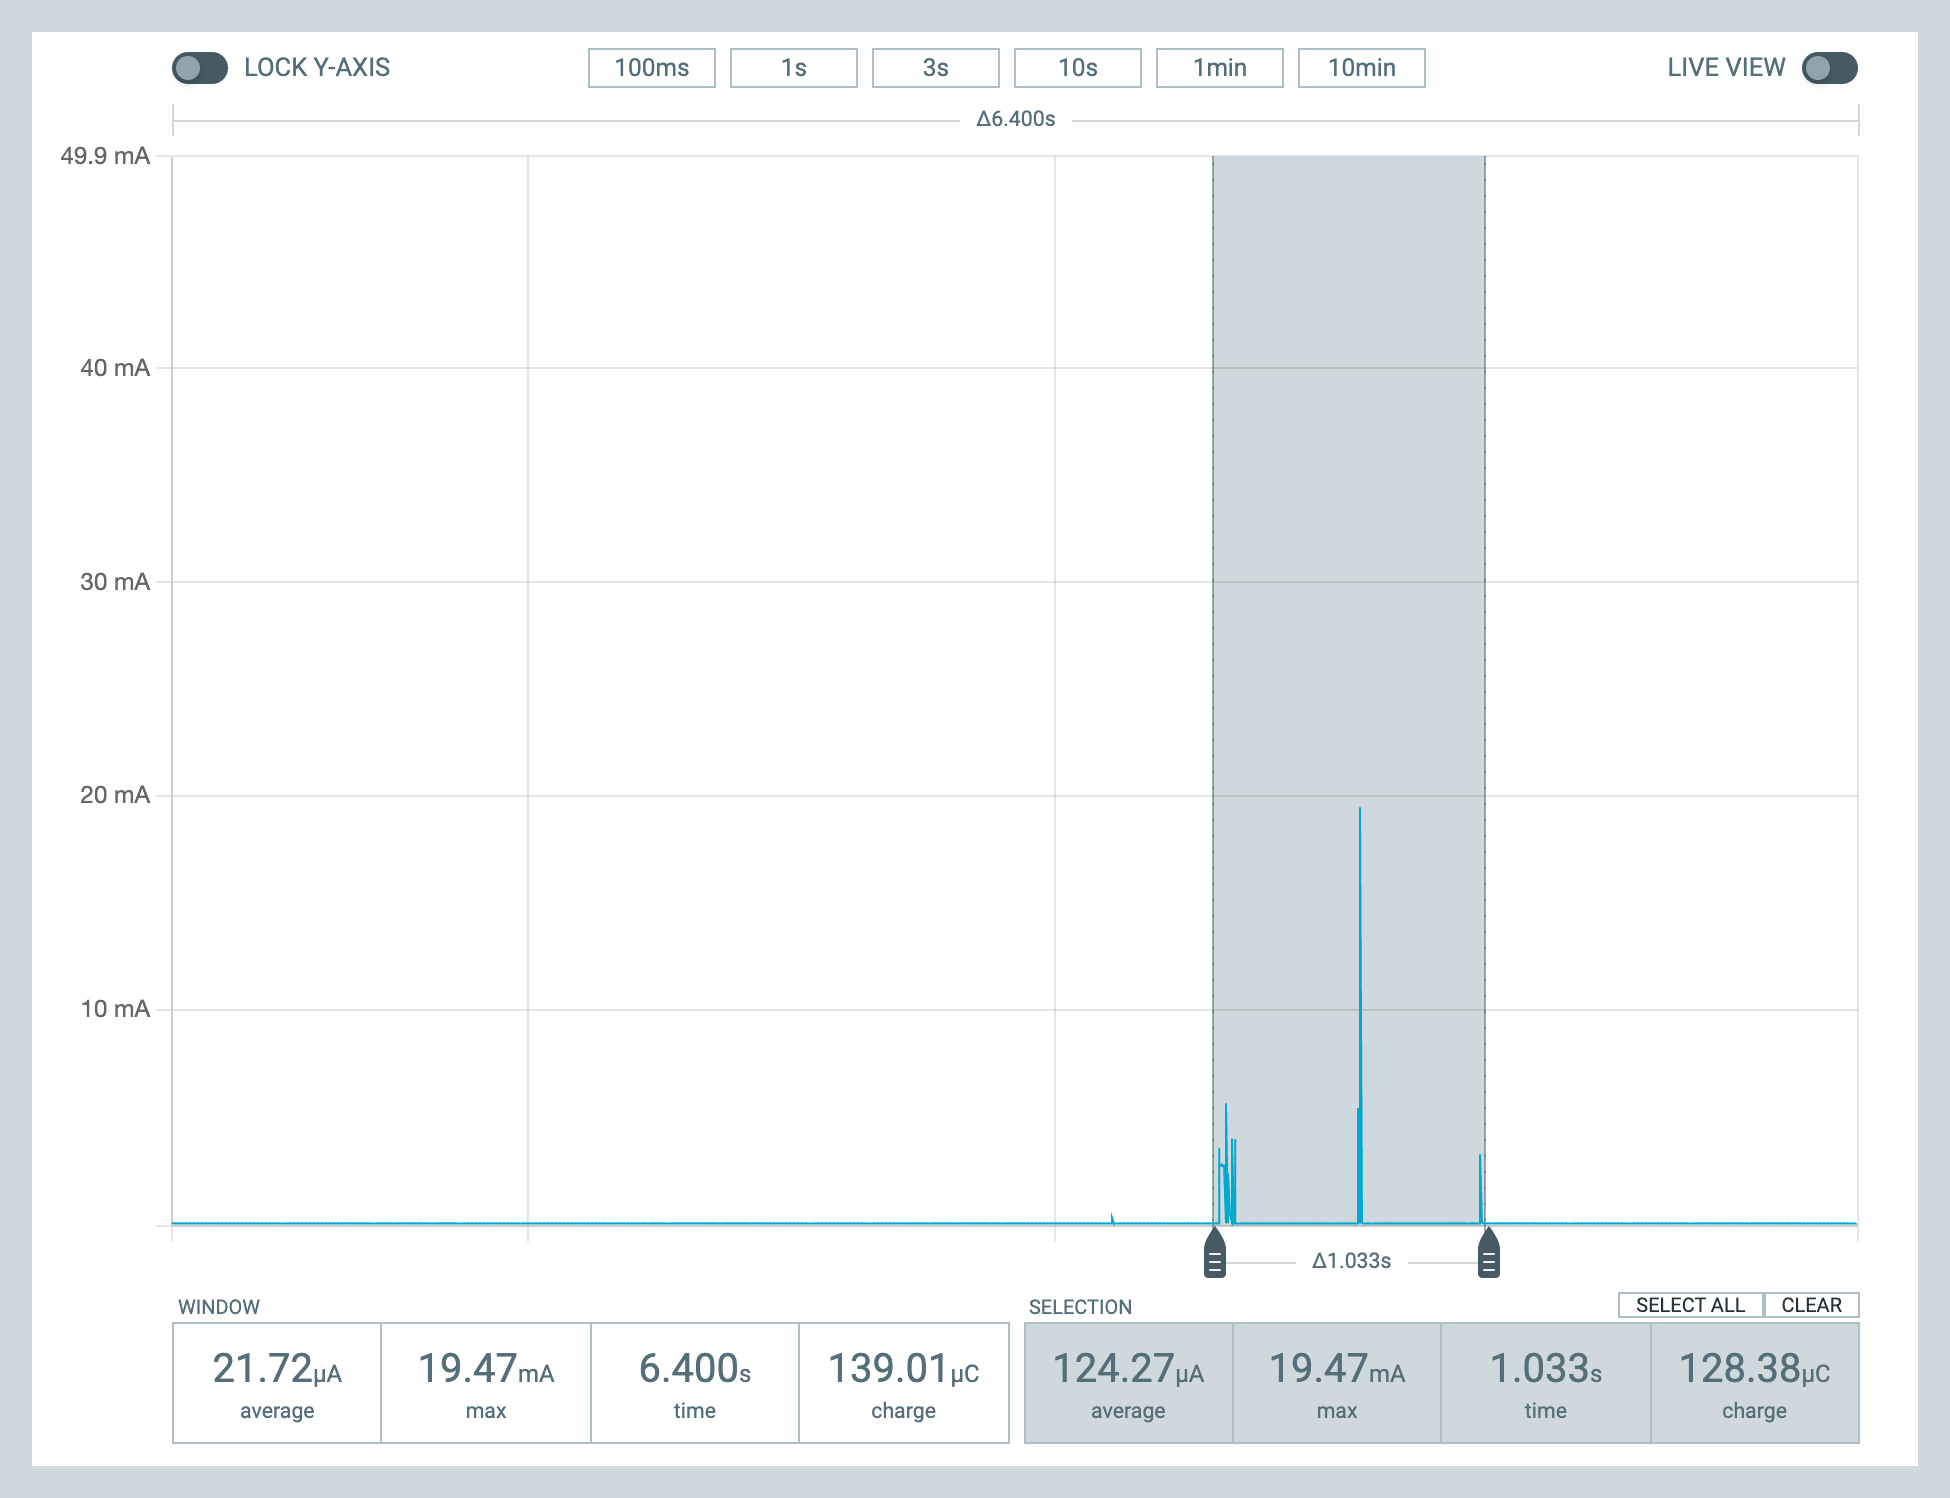 LOCK Y-AXIS 100ms 1s 3s 10s 1min 10min LIVE VIEW
Δ6.400s
49.9 mA
40 mA
30 mA
20 mA
10 mA
Δ1.033s
WINDOW SELECTION SELECT ALL CLEAR
21.72µA 19.47mA 6.400s 139.01µC 124.27µA 19.47mA 1.033s 128.38µC
average max time charge average max time charge